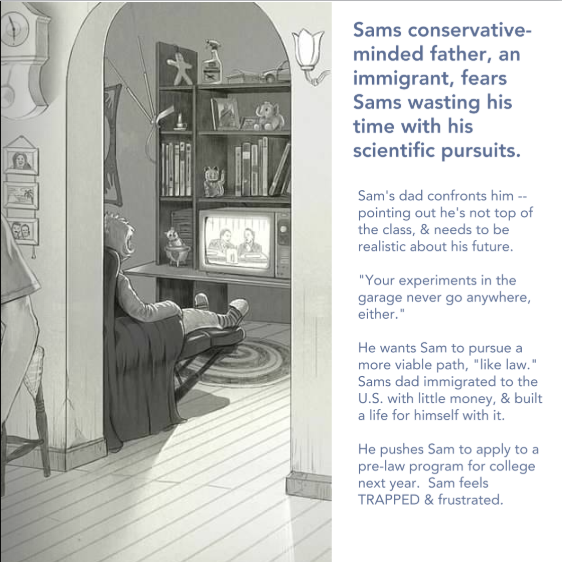 Sams conservative-
minded father, an
immigrant, fears
Sams wasting his
time with his
scientific pursuits.
Sam's dad confronts him --
pointing out he's not top of
the class, & needs to be
realistic about his future.
"Your experiments in the
garage never go anywhere,
either."
He wants Sam to pursue a
more viable path, "like law."
Sams dad immigrated to the
U.S. with little money, & built
a life for himself with it.
He pushes Sam to apply to a
pre-law program for college
next year.  Sam feels
TRAPPED & frustrated.